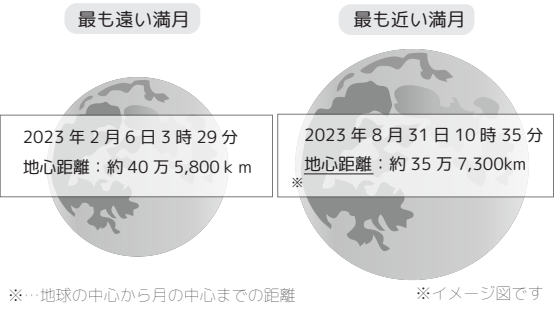 最も遠い満月
2023年2月6日3時29分
地心距離：約40万5,800ｋｍ
最も近い満月
2023年8月31日10時35分
地心距離：約35万7,300km
※
※…地球の中心から月の中心までの距離
※イメージ図です